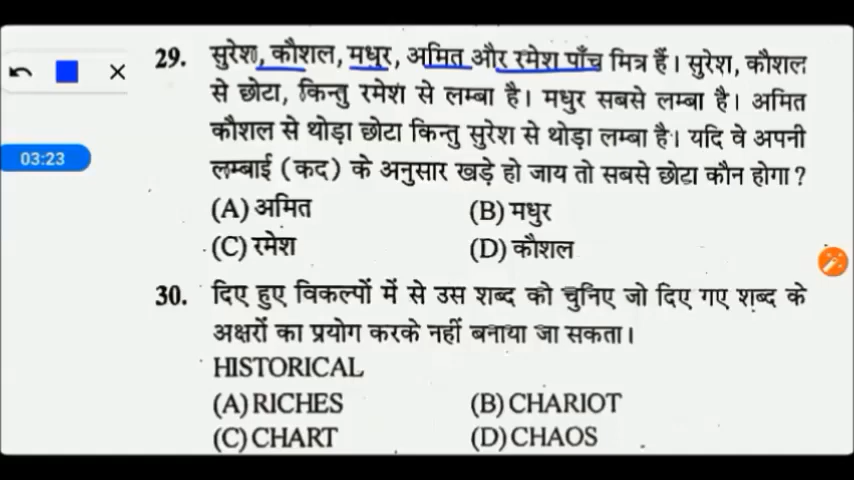 29. सुरेश, कौशल, मधुर, अमित और रमेश पाँच मित्र हैं। सुरेश, कौशल
से छोटा, किन्तु रमेश से लम्बा है। मधुर सबसे लम्बा है। अमित
कौशल से थोड़ा छोटा किन्तु सुरेश से थोड़ा लम्बा है। यदि वे अपनी
03:23
लम्बाई (कद) के अनुसार खड़े हो जाय तो सबसे छोटा कौन होगा?
(A) अमित (B) मधुर
(C) रमेश (D) कौशल
30. दिए हुए विकल्पों में से उस शब्द को चुनिए जो दिए गए शब्द के
अक्षरों का प्रयोग करके नहीं बनाया जा सकता।
HISTORICAL
(A) RICHES (B) CHARIOT
(C) CHART (D) CHAOS